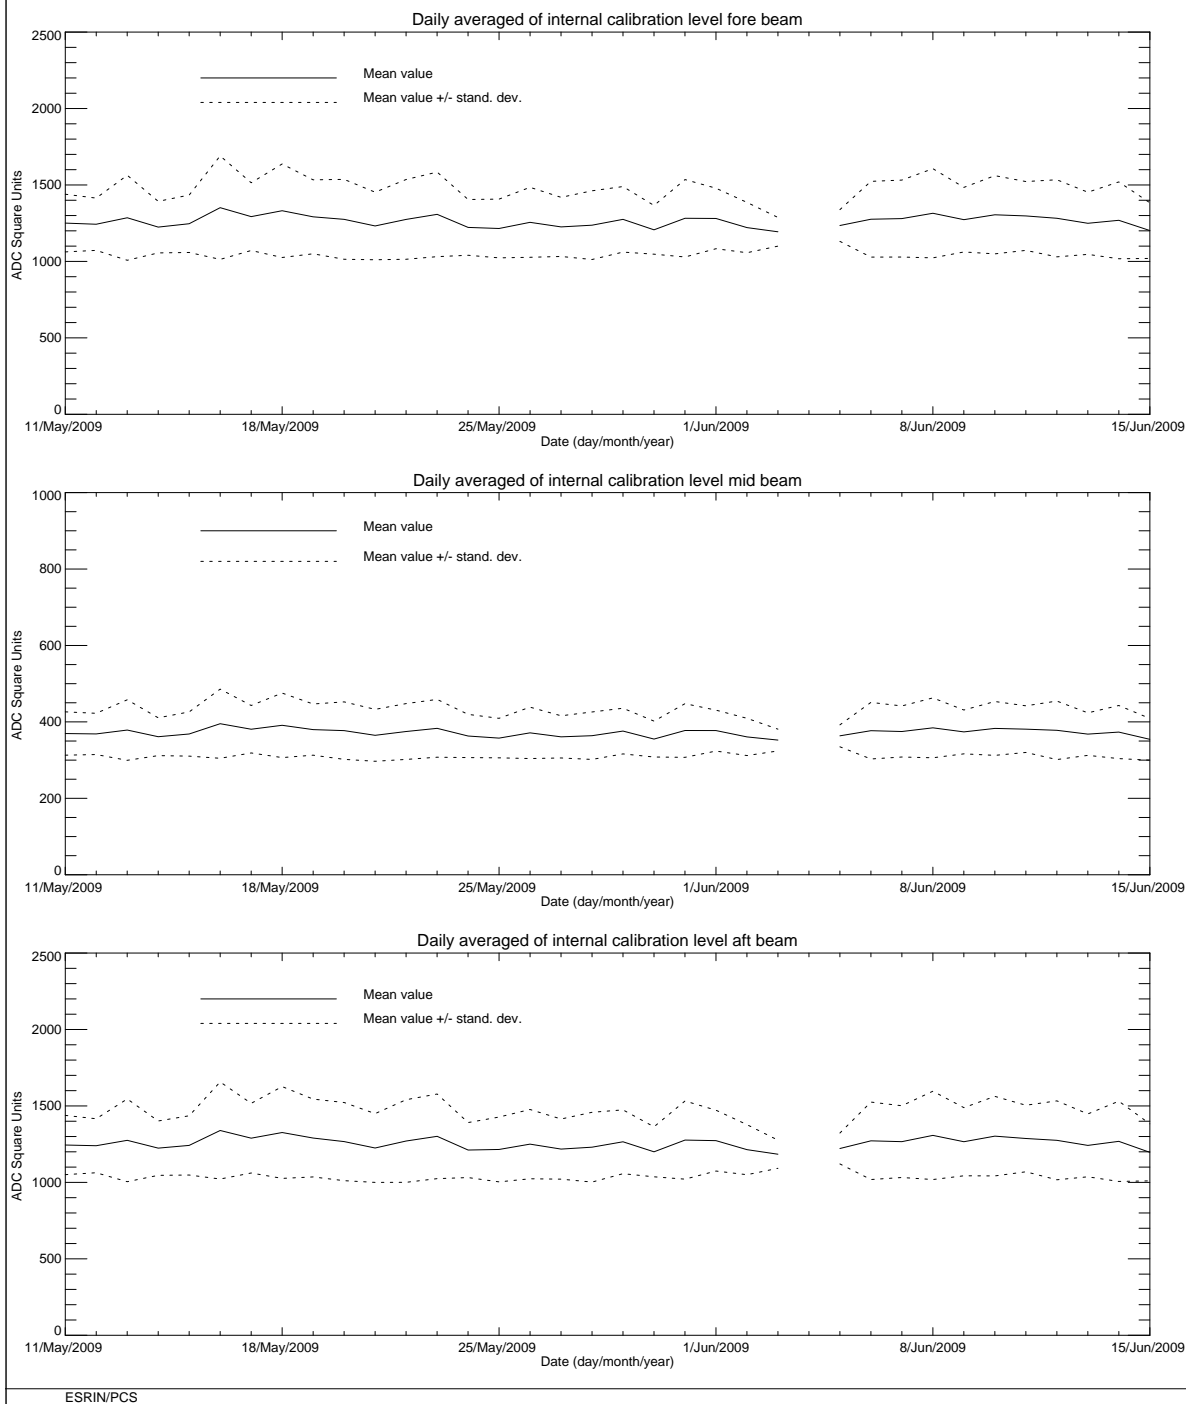 Daily averaged of internal calibration level fore beam
2500
2000
1500
1000
500
0
ADC Square Units
Mean value
Mean value +/- stand. dev.
11/May/2009 18/May/2009 25/May/2009 1/Jun/2009 8/Jun/2009 15/Jun/2009
Date (day/month/year)
Daily averaged of internal calibration level mid beam
1000
800
600
400
200
0
ADC Square Units
Mean value
Mean value +/- stand. dev.
11/May/2009 18/May/2009 25/May/2009 1/Jun/2009 8/Jun/2009 15/Jun/2009
Date (day/month/year)
Daily averaged of internal calibration level aft beam
2500
2000
1500
1000
500
0
ADC Square Units
Mean value
Mean value +/- stand. dev.
11/May/2009 18/May/2009 25/May/2009 1/Jun/2009 8/Jun/2009 15/Jun/2009
Date (day/month/year)
ESRIN/PCS